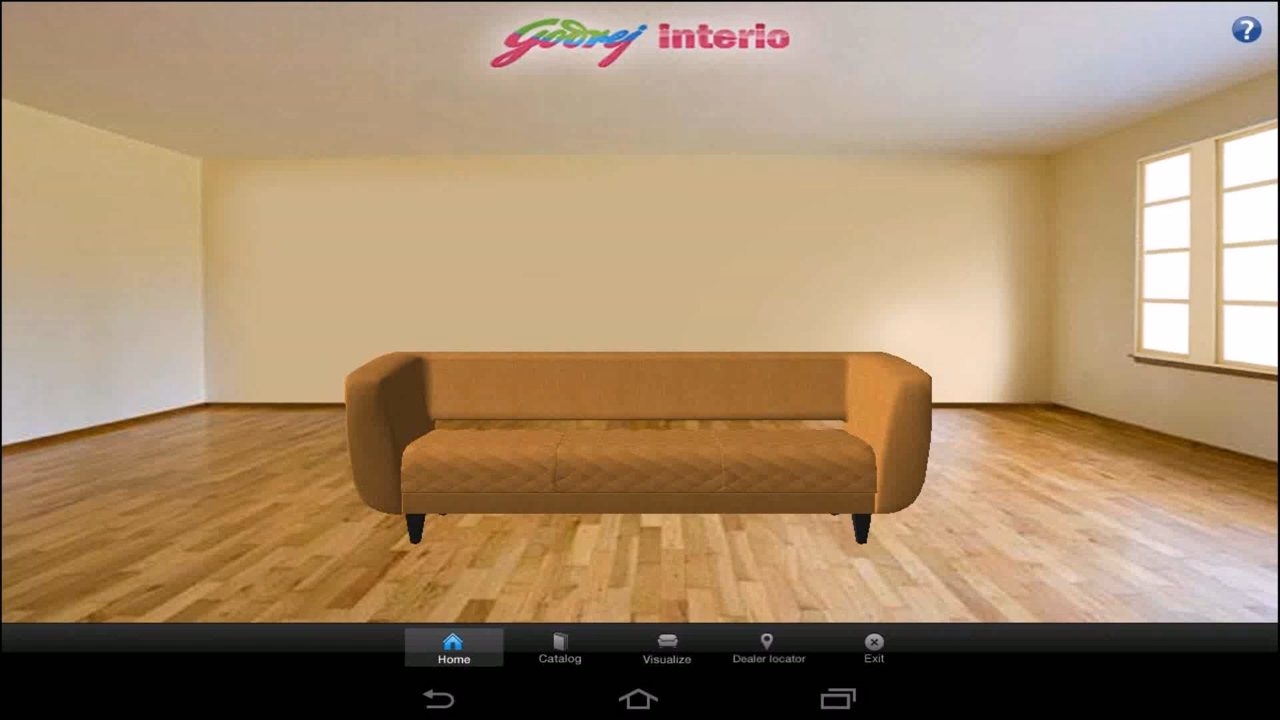 Godrej Interio
?
Home
Catalog
Visualize
Dealer locator
Exit